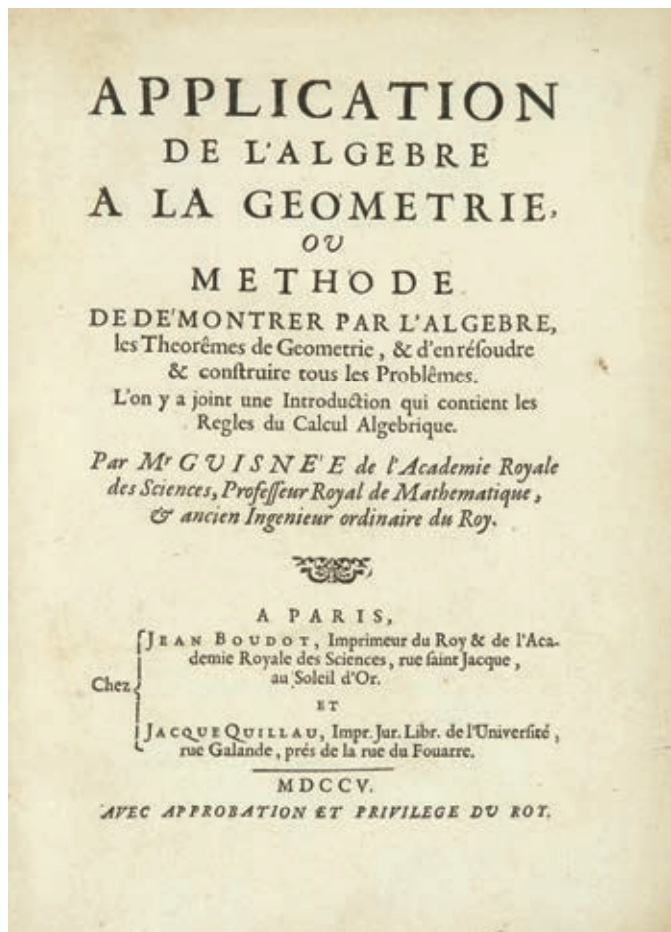 APPLICATION
DE L'ALGEBRE
A LA GEOMETRIE,
OU
METHODE
DE DE'MONTRER PAR L'ALGEBRE,
les Theorêmes de Geometrie, & d'en réſoudre
& conſtruire tous les Problêmes.
L'on y a joint une Introduction qui contient les
Regles du Calcul Algebrique.
Par Mr GUISNE'E de l'Academie Royale
des Sciences, Profeſſeur Royal de Mathematique,
& ancien Ingenieur ordinaire du Roy.
A PARIS,
JEAN BOUDOT, Imprimeur du Roy & de l'Aca-
demie Royale des Sciences, rue ſaint Jacque,
au Soleil d'Or.
Chez
ET
JACQUE QUILLAU, Impr. Jur. Libr. de l'Univerſité,
rue Galande, prés de la rue du Fouarre.
MDCCV.
AVEC APPROBATION ET PRIVILEGE DU ROY.